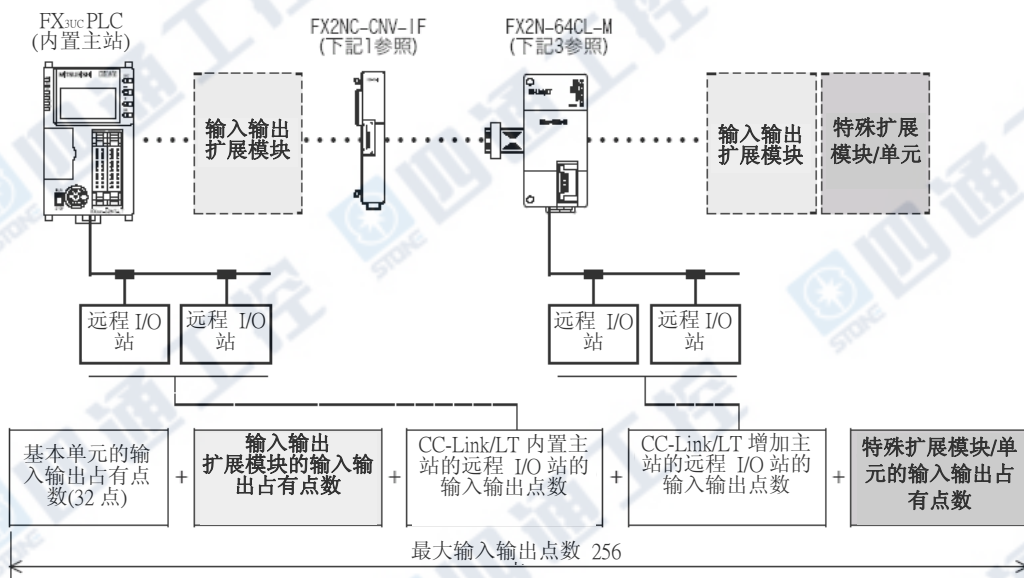 FX3UC PLC
(内置主站)
FX2NC-CNV-IF
(下記1参照)
FX2N-64CL-M
(下記3参照)
输入输出
扩展模块
输入输出
扩展模块
特殊扩展
模块/单元
远程 I/O
站
远程 I/O
站
远程 I/O
站
远程 I/O
站
基本单元的输
入输出占有点
数(32 点)
+
输入输出
扩展模块的输入输
出占有点数
+
CC-Link/LT 内置主
站的远程 I/O 站的
输入输出点数
+
CC-Link/LT 增加主
站的远程 I/O 站的
输入输出点数
+
特殊扩展模块/单
元的输入输出占
有点数
最大输入输出点数 256
四通工控
STONE